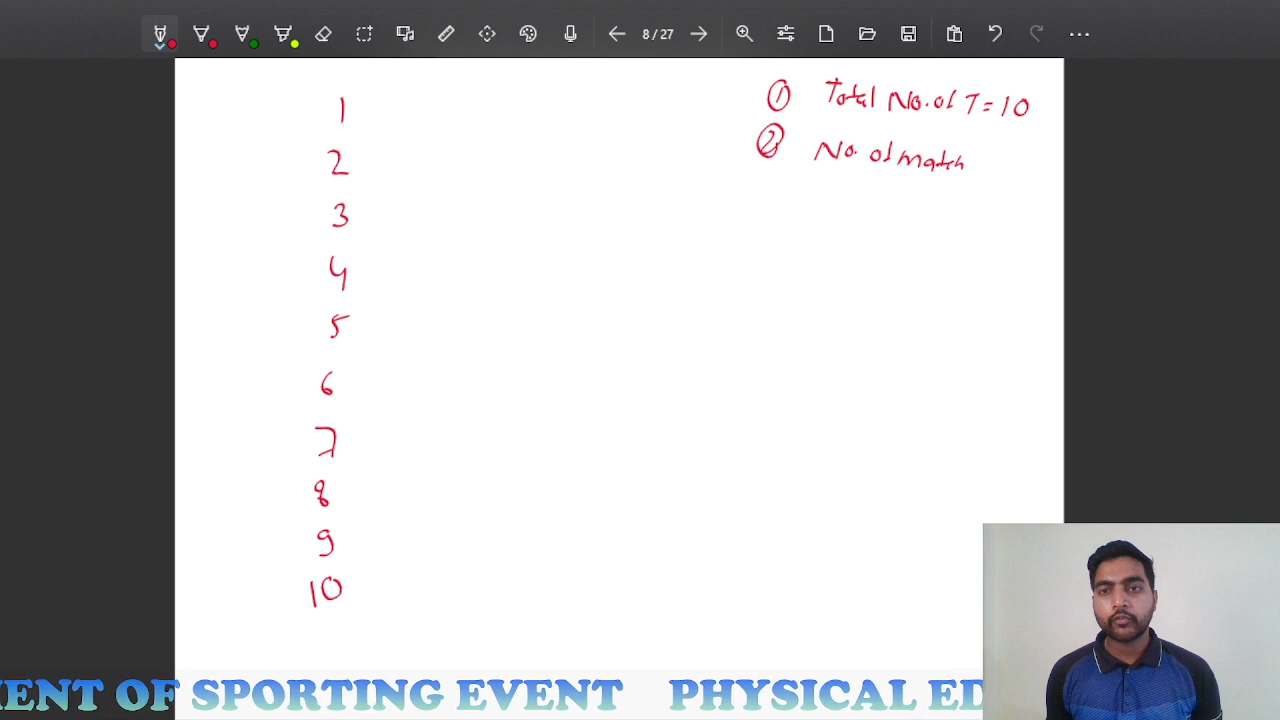 8 / 27
① Total No. of T = 10
② No. of match
1
2
3
4
5
6
7
8
9
10
MENT OF SPORTING EVENT PHYSICAL ED